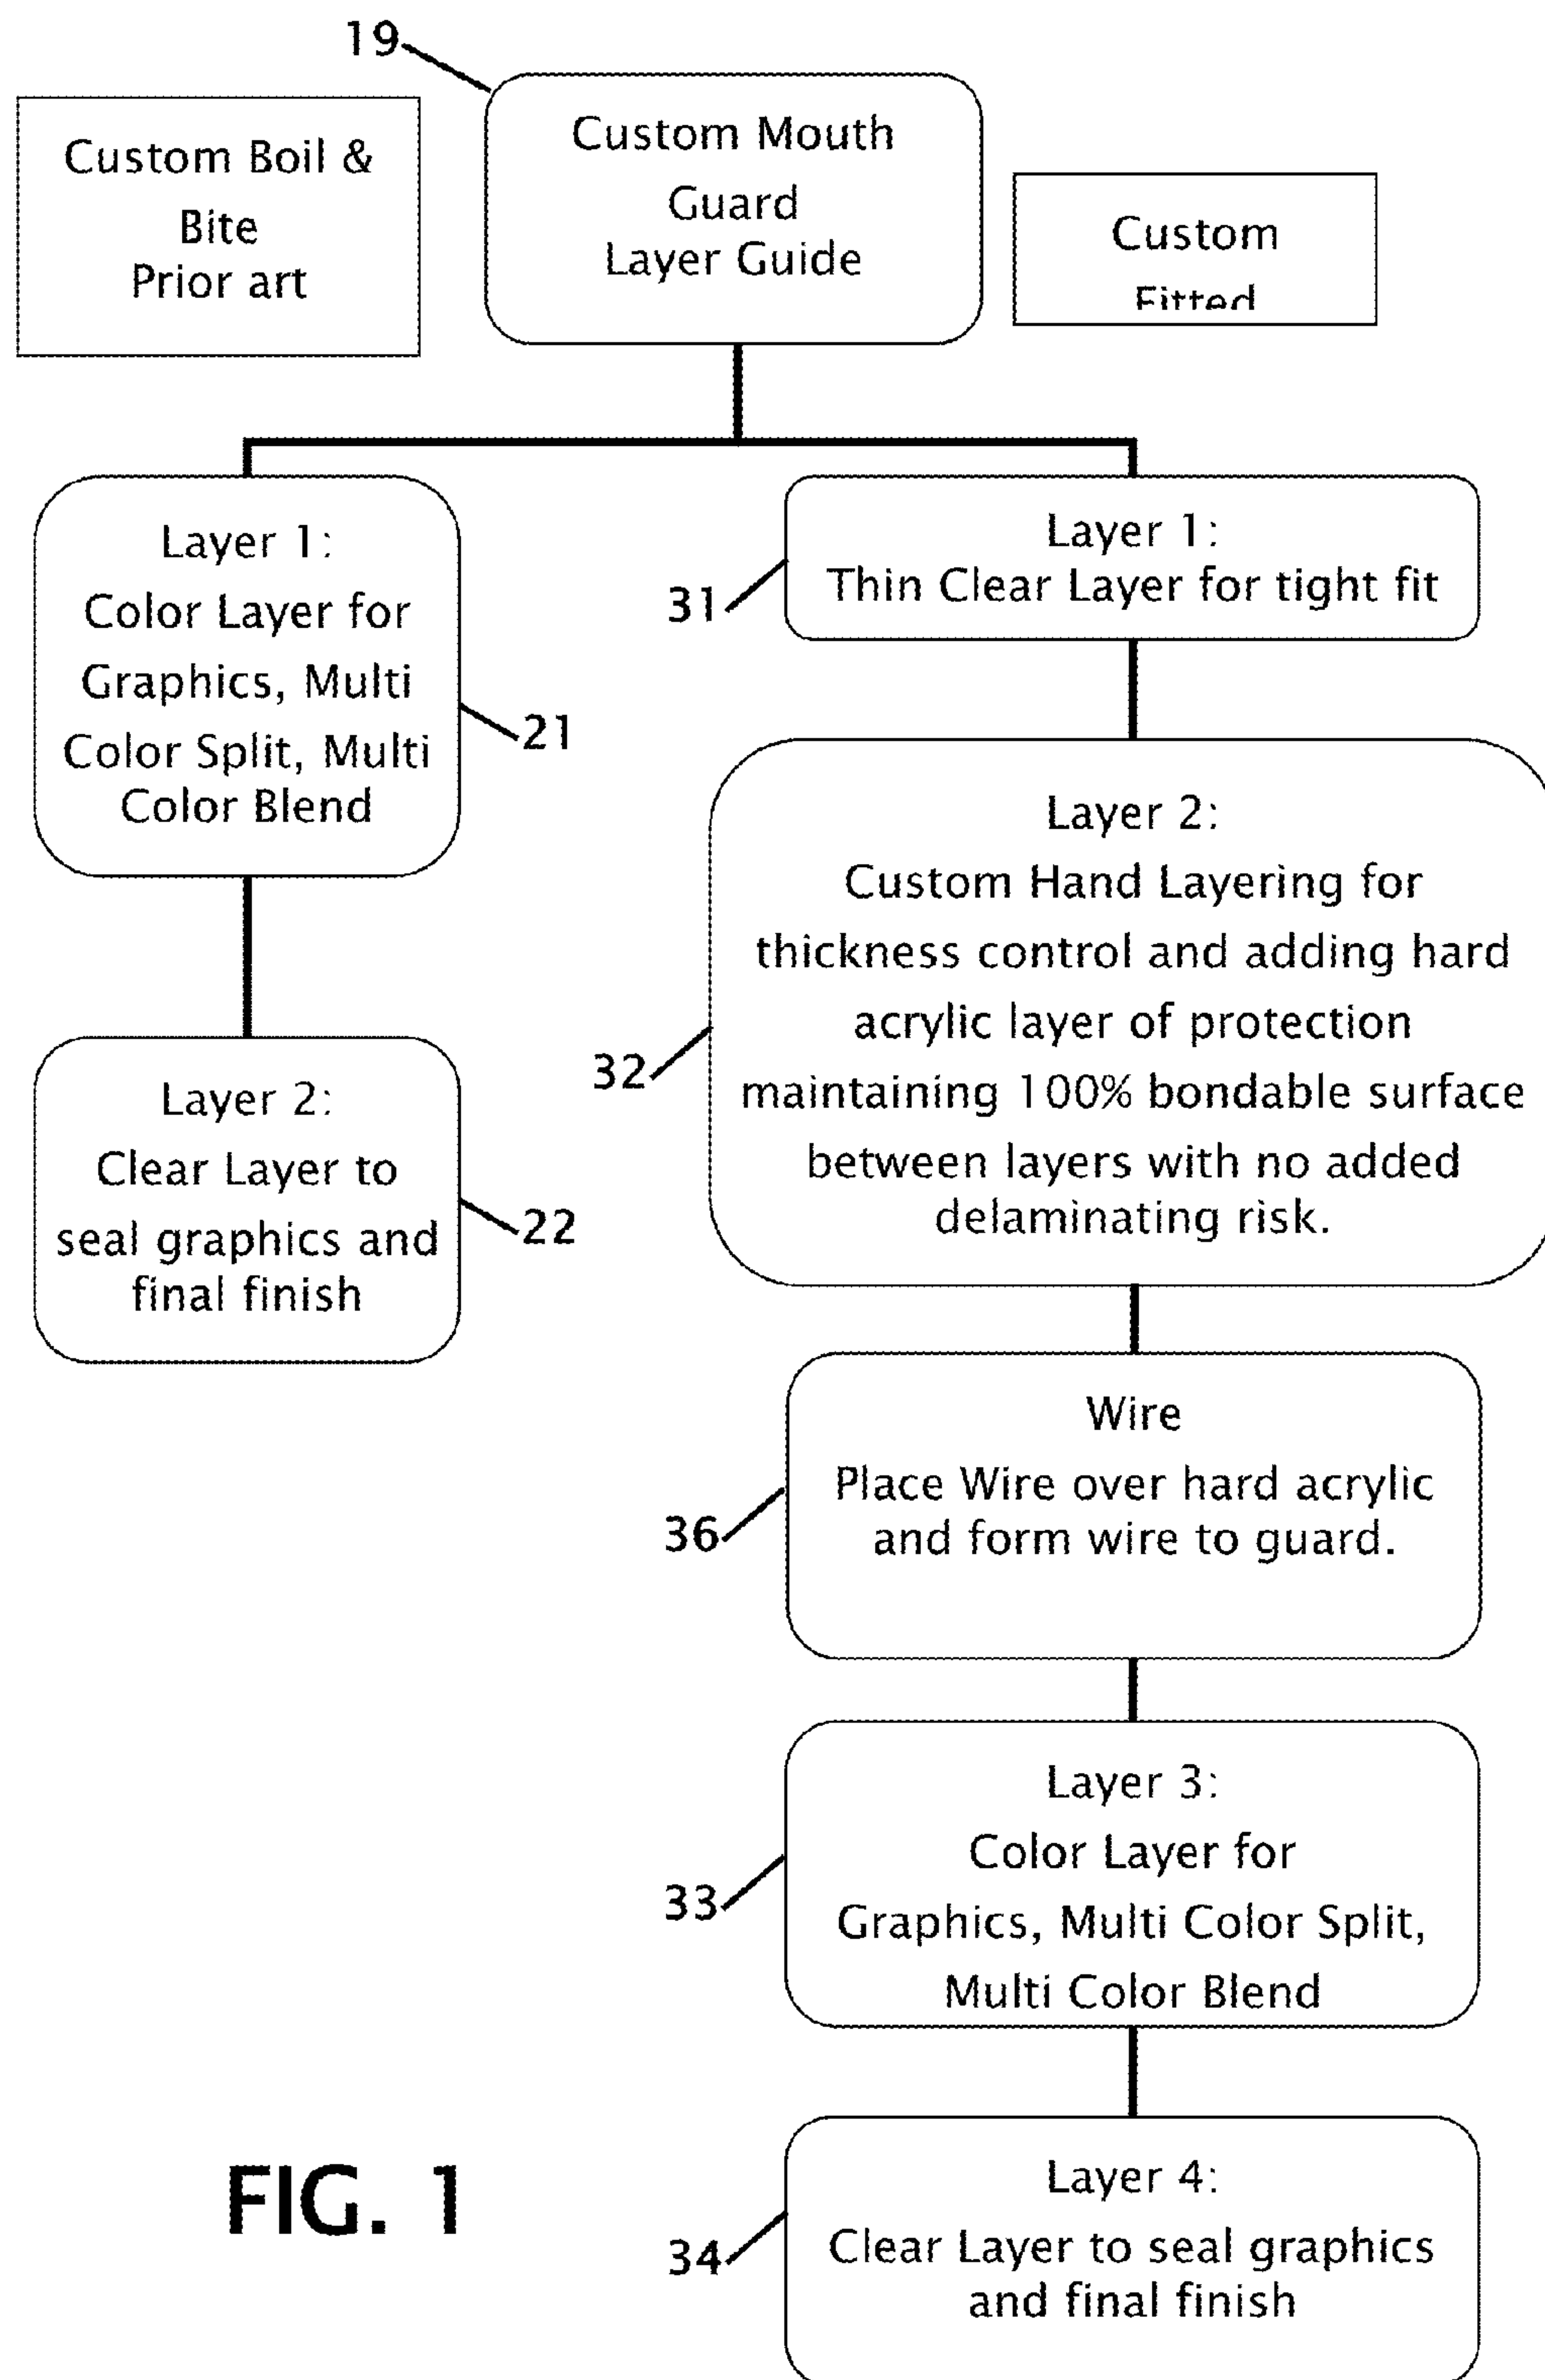 19
Custom Boil &
Bite
Prior art
Custom Mouth
Guard
Layer Guide
Custom
Fitted
Layer 1:
Color Layer for
Graphics, Multi
Color Split, Multi
Color Blend
21
Layer 2:
Clear Layer to
seal graphics and
final finish
22
Layer 1:
Thin Clear Layer for tight fit
31
Layer 2:
Custom Hand Layering for
thickness control and adding hard
acrylic layer of protection
maintaining 100% bondable surface
between layers with no added
delaminating risk.
32
Wire
Place Wire over hard acrylic
and form wire to guard.
36
Layer 3:
Color Layer for
Graphics, Multi Color Split,
Multi Color Blend
33
Layer 4:
Clear Layer to seal graphics
and final finish
34
FIG. 1